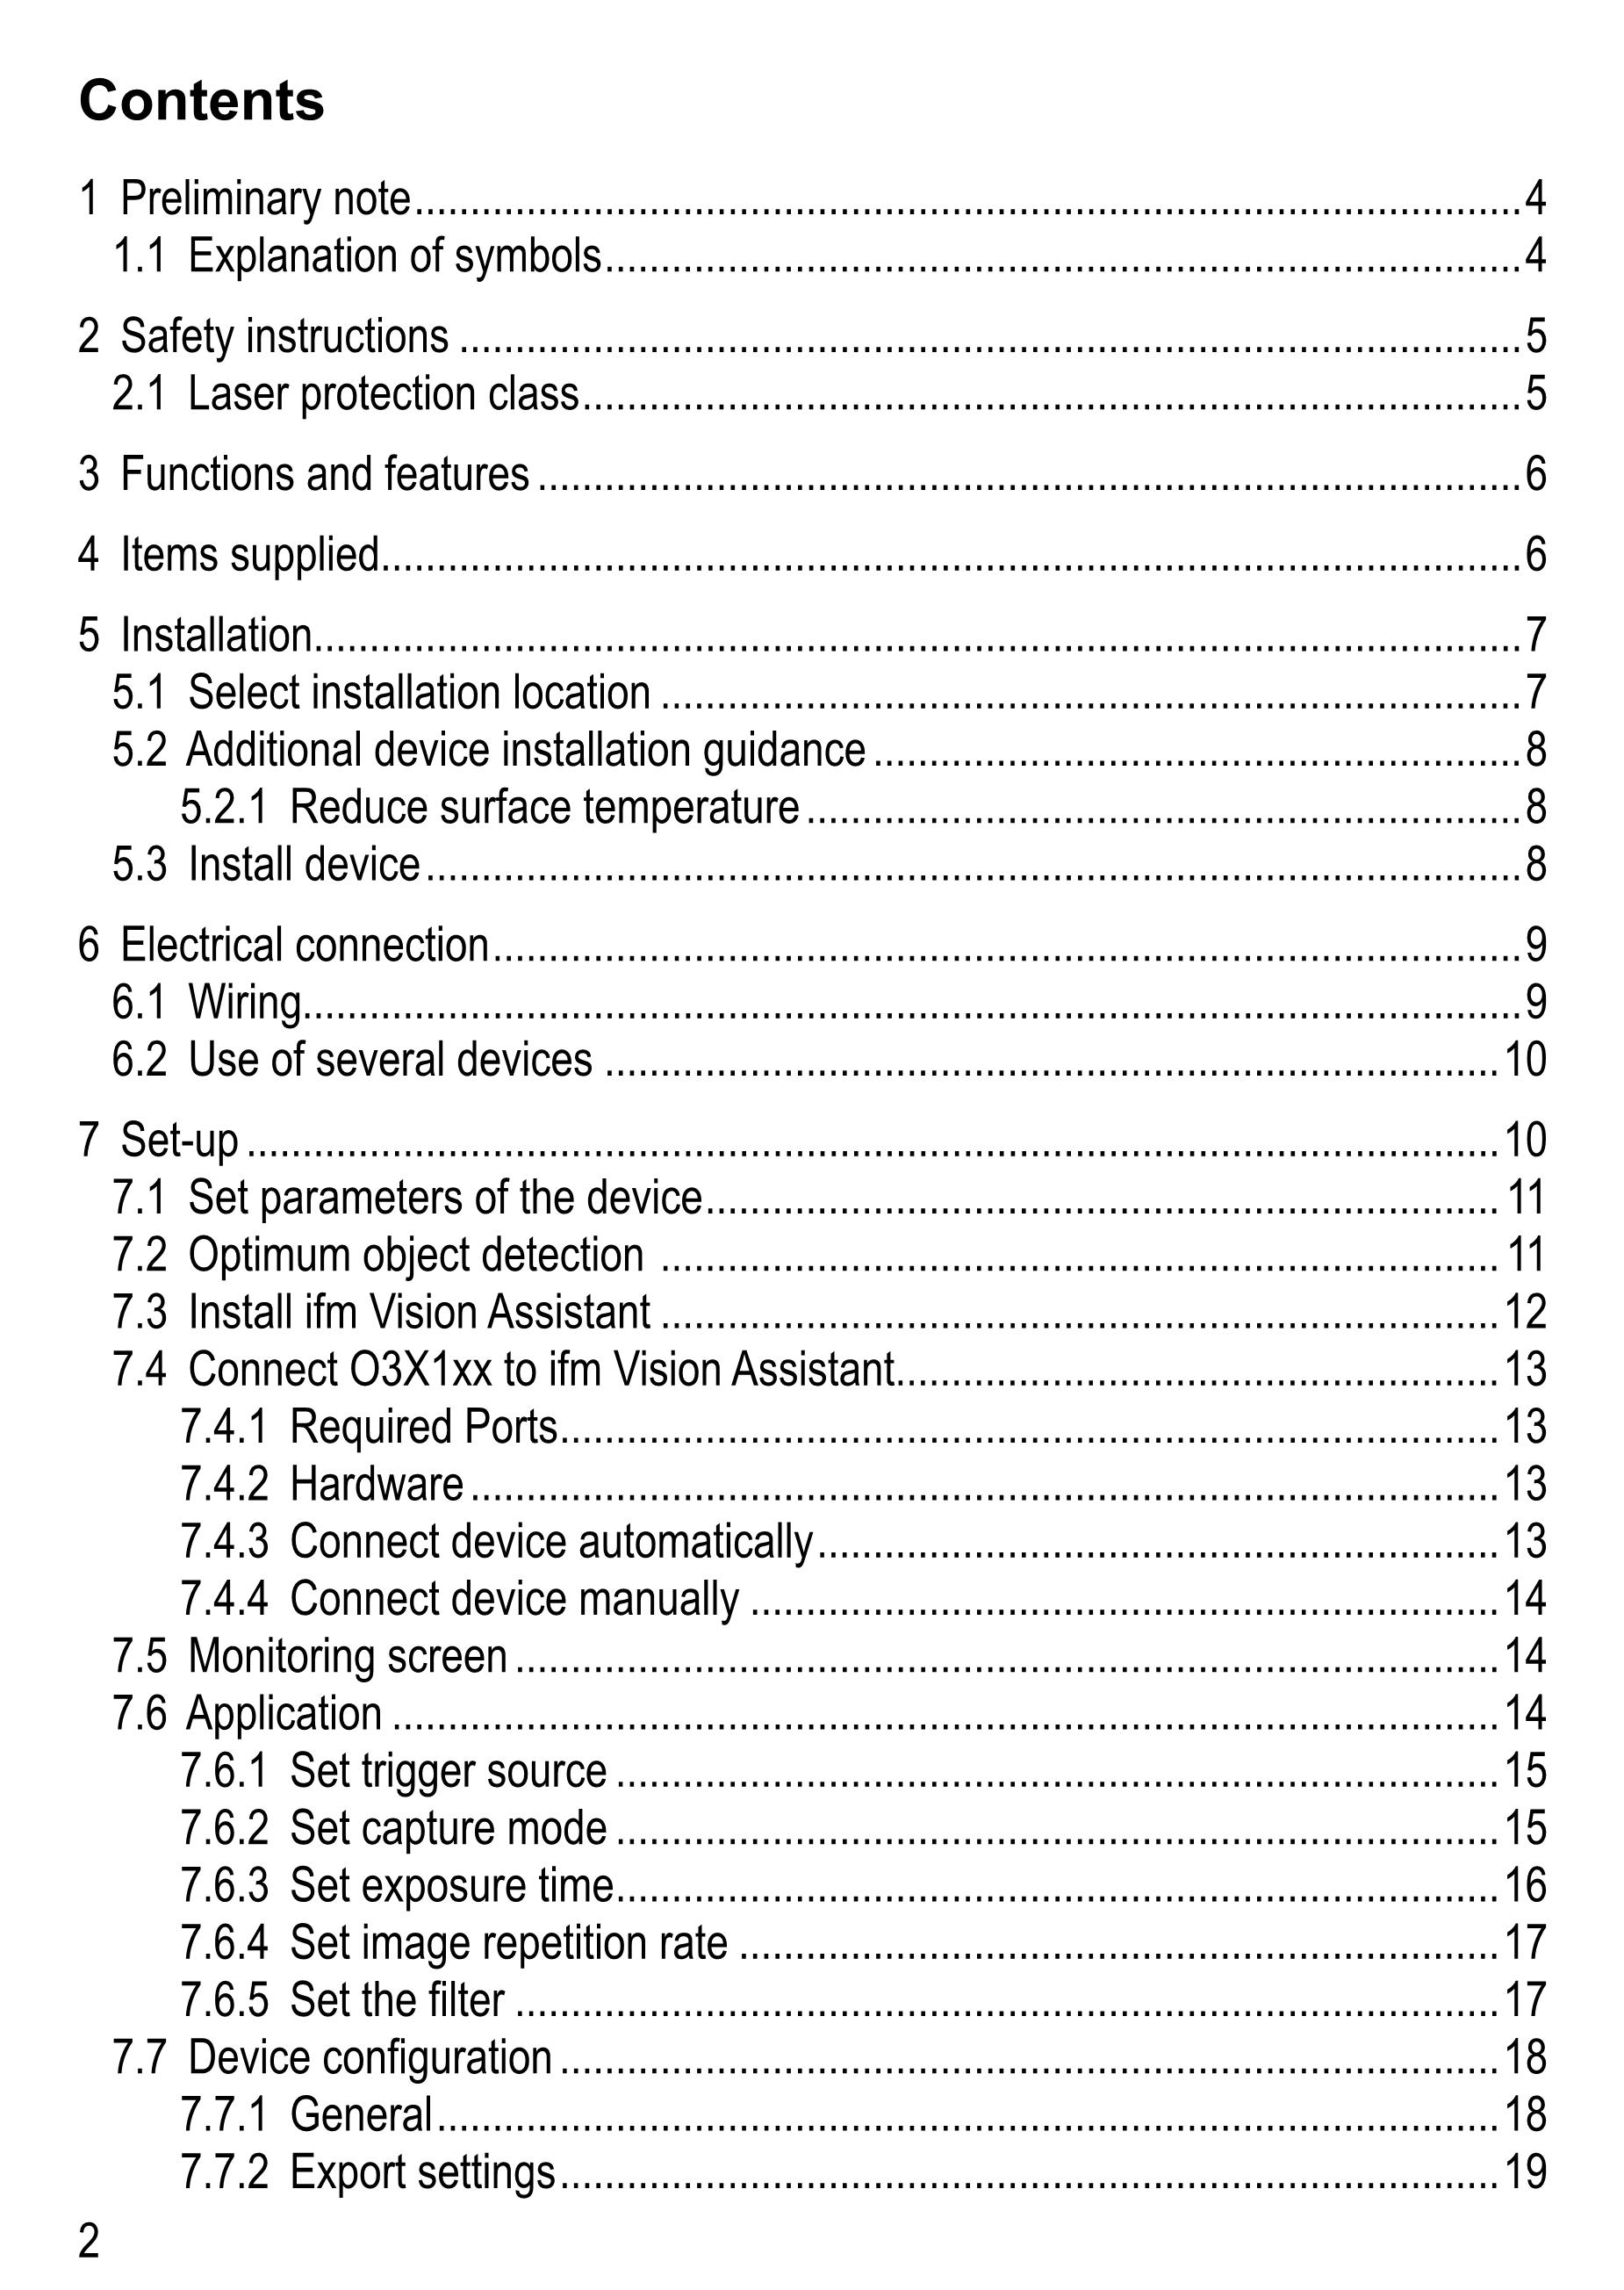 Contents
1 Preliminary note....................................................................................................4
1.1 Explanation of symbols...................................................................................4
2 Safety instructions ................................................................................................5
2.1 Laser protection class.....................................................................................5
3 Functions and features .........................................................................................6
4 Items supplied.......................................................................................................6
5 Installation.............................................................................................................7
5.1 Select installation location ..............................................................................7
5.2 Additional device installation guidance ...........................................................8
5.2.1 Reduce surface temperature .................................................................8
5.3 Install device ...................................................................................................8
6 Electrical connection.............................................................................................9
6.1 Wiring..............................................................................................................9
6.2 Use of several devices .................................................................................10
7 Set-up .................................................................................................................10
7.1 Set parameters of the device........................................................................11
7.2 Optimum object detection ............................................................................11
7.3 Install ifm Vision Assistant ............................................................................12
7.4 Connect O3X1xx to ifm Vision Assistant.......................................................13
7.4.1 Required Ports.....................................................................................13
7.4.2 Hardware .............................................................................................13
7.4.3 Connect device automatically..............................................................13
7.4.4 Connect device manually ....................................................................14
7.5 Monitoring screen .........................................................................................14
7.6 Application ....................................................................................................14
7.6.1 Set trigger source ................................................................................15
7.6.2 Set capture mode ................................................................................15
7.6.3 Set exposure time................................................................................16
7.6.4 Set image repetition rate .....................................................................17
7.6.5 Set the filter .........................................................................................17
7.7 Device configuration .....................................................................................18
7.7.1 General ................................................................................................18
7.7.2 Export settings .....................................................................................19
2